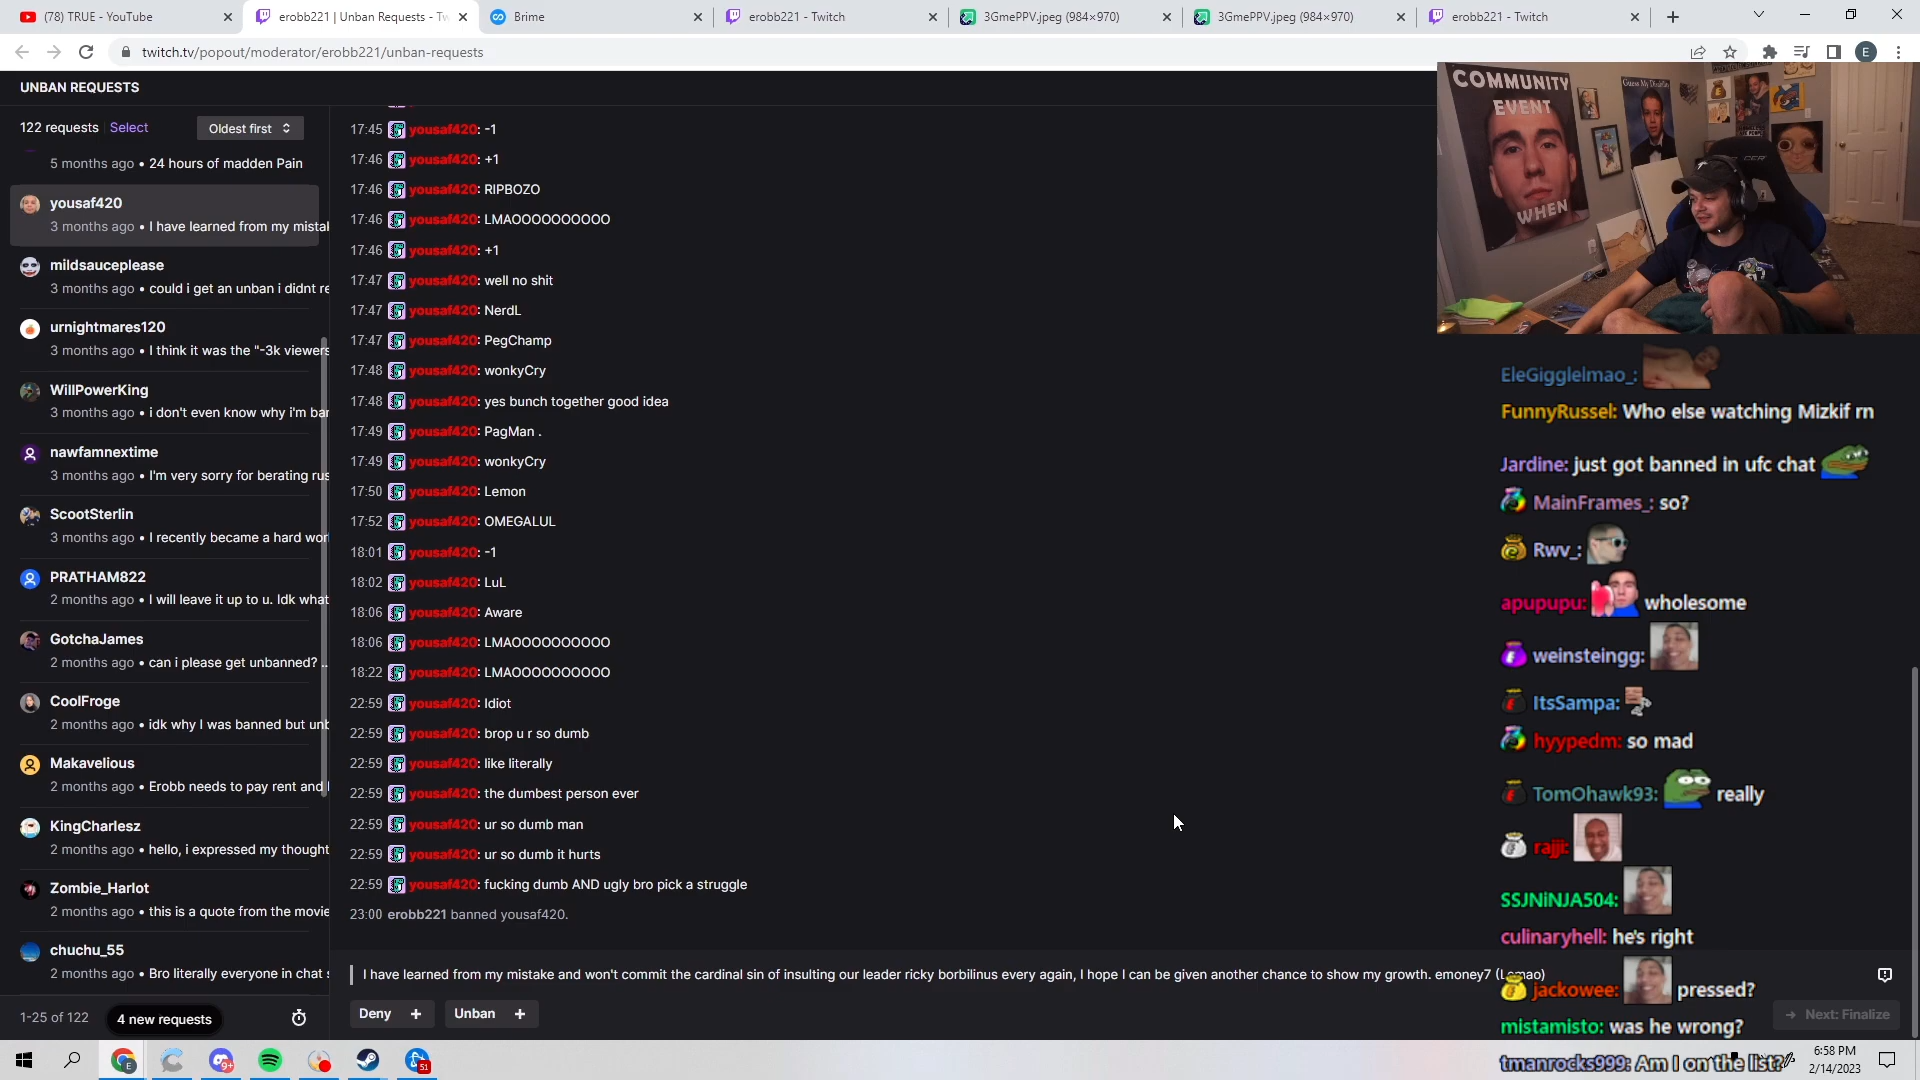 (78) TRUE - YouTube
erobb221 | Unban Requests - Tw
Brime
erobb221 - Twitch
3GmePPV.jpeg (984×970)
3GmePPV.jpeg (984×970)
erobb221 - Twitch
twitch.tv/popout/moderator/erobb221/unban-requests
E
UNBAN REQUESTS
122 requests Select
Oldest first
5 months ago • 24 hours of madden Pain
yousaf420
3 months ago • I have learned from my mistak
mildsauceplease
3 months ago • could i get an unban i didnt re
urnightmares120
3 months ago • I think it was the "-3k viewers
WillPowerKing
3 months ago • i don't even know why i'm bar
nawfamnextime
3 months ago • I'm very sorry for berating rus
ScootSterlin
3 months ago • I recently became a hard wor
PRATHAM822
2 months ago • I will leave it up to u. Idk what
GotchaJames
2 months ago • can i please get unbanned? ..
CoolFroge
2 months ago • idk why I was banned but unb
Makavelious
2 months ago • Erobb needs to pay rent and
KingCharlesz
2 months ago • hello, i expressed my thought
Zombie_Harlot
2 months ago • this is a quote from the movie
chuchu_55
2 months ago • Bro literally everyone in chat s
1-25 of 122
4 new requests
17:45 yousaf420: -1
17:46 yousaf420: +1
17:46 yousaf420: RIPBOZO
17:46 yousaf420: LMAOOOOOOOOOO
17:46 yousaf420: +1
17:47 yousaf420: well no shit
17:47 yousaf420: NerdL
17:47 yousaf420: PegChamp
17:48 yousaf420: wonkyCry
17:48 yousaf420: yes bunch together good idea
17:49 yousaf420: PagMan .
17:49 yousaf420: wonkyCry
17:50 yousaf420: Lemon
17:52 yousaf420: OMEGALUL
18:01 yousaf420: -1
18:02 yousaf420: LuL
18:06 yousaf420: Aware
18:06 yousaf420: LMAOOOOOOOOOO
18:22 yousaf420: LMAOOOOOOOOOO
22:59 yousaf420: Idiot
22:59 yousaf420: brop u r so dumb
22:59 yousaf420: like literally
22:59 yousaf420: the dumbest person ever
22:59 yousaf420: ur so dumb man
22:59 yousaf420: ur so dumb it hurts
22:59 yousaf420: fucking dumb AND ugly bro pick a struggle
23:00 erobb221 banned yousaf420.
I have learned from my mistake and won't commit the cardinal sin of insulting our leader ricky borbilinus every again, I hope I can be given another chance to show my growth. emoney7 (Lmao)
Deny
Unban
Next: Finalize
COMMUNITY
EVENT
WHEN
EleGigglelmao_:
FunnyRussel: Who else watching Mizkif rn
Jardine: just got banned in ufc chat
MainFrames_: so?
Rwv_:
apupupu: wholesome
weinsteingg:
ItsSampa:
hyypedm: so mad
TomOhawk93: really
rajji:
SSJNiNJA504:
culinaryhell: he's right
jackowee: pressed?
mistamisto: was he wrong?
tmanrocks999: Am I on the list?
9+
51
6:58 PM
2/14/2023